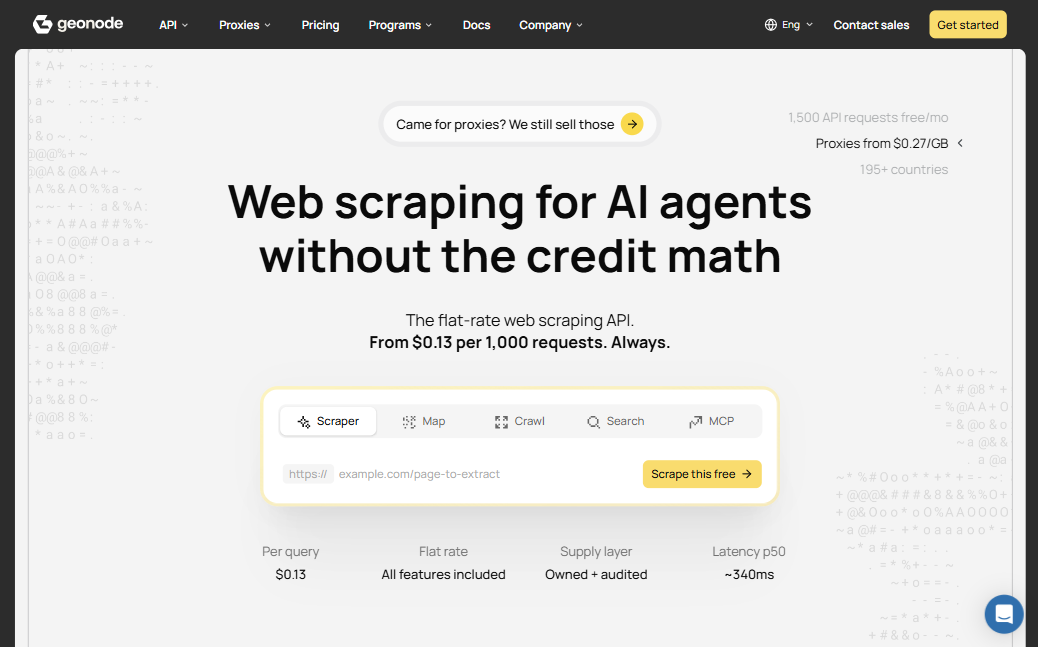 geonode
API
Proxies
Pricing
Programs
Docs
Company
Eng
Contact sales
Get started
Came for proxies? We still sell those
1,500 API requests free/mo
Proxies from $0.27/GB
195+ countries
Web scraping for AI agents
without the credit math
The flat-rate web scraping API.
From $0.13 per 1,000 requests. Always.
Scraper
Map
Crawl
Search
MCP
https://
example.com/page-to-extract
Scrape this free
Per query
$0.13
Flat rate
All features included
Supply layer
Owned + audited
Latency p50
~340ms